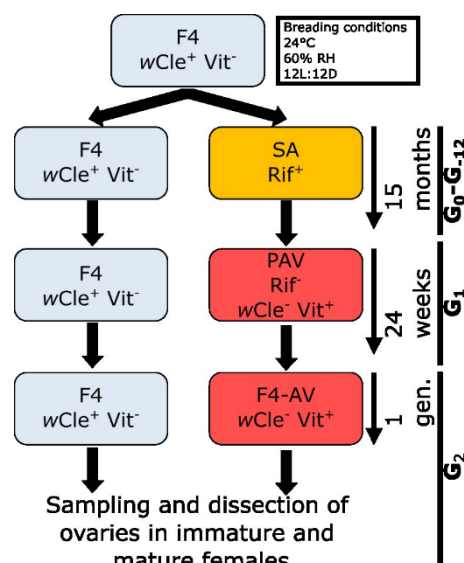 F4
wCle+ Vit-
Breading conditions
24°C
60% RH
12L:12D
F4
wCle+ Vit-
SA
Rif+
15
months
G0-G-12
F4
wCle+ Vit-
PAV
Rif-
wCle- Vit+
24
weeks
G1
F4
wCle+ Vit-
F4-AV
wCle- Vit+
1
gen.
G2
Sampling and dissection of
ovaries in immature and
mature females